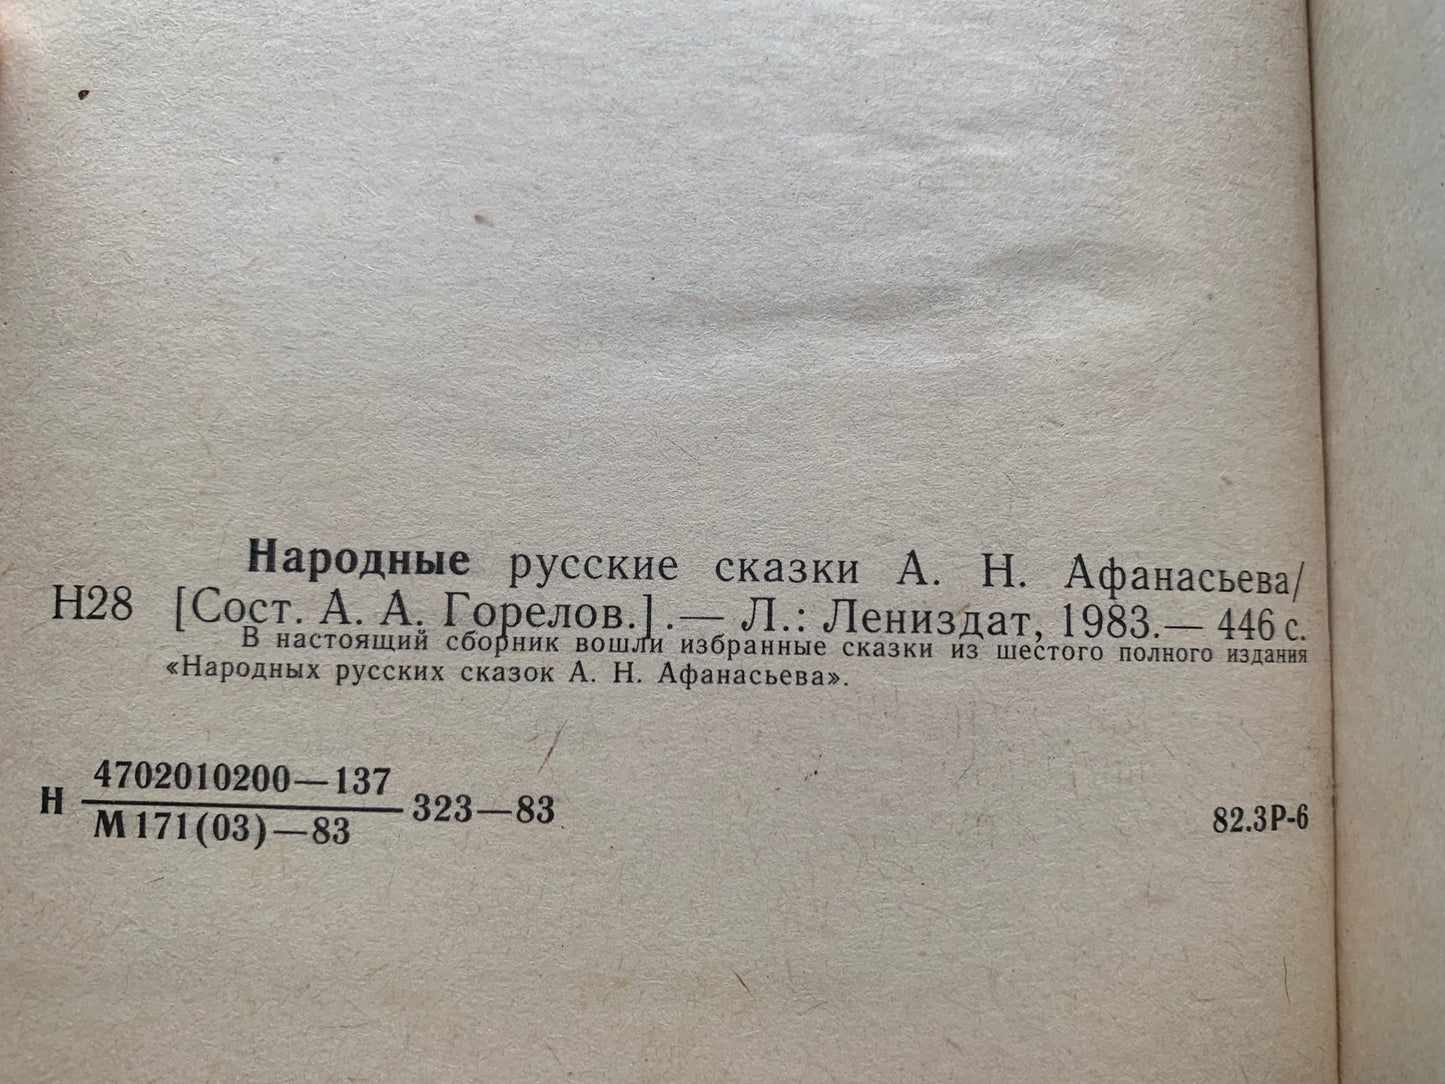 Народные русские сказки А. Н. Афанасьева/
Н28 [Сост. А. А. Горелов.].— Л.: Лениздат, 1983.— 446 с.
В настоящий сборник вошли избранные сказки из шестого полного издания
«Народных русских сказок А. Н. Афанасьева».
4702010200—137
Н 323—83
М171(03)—83
82.3Р-6